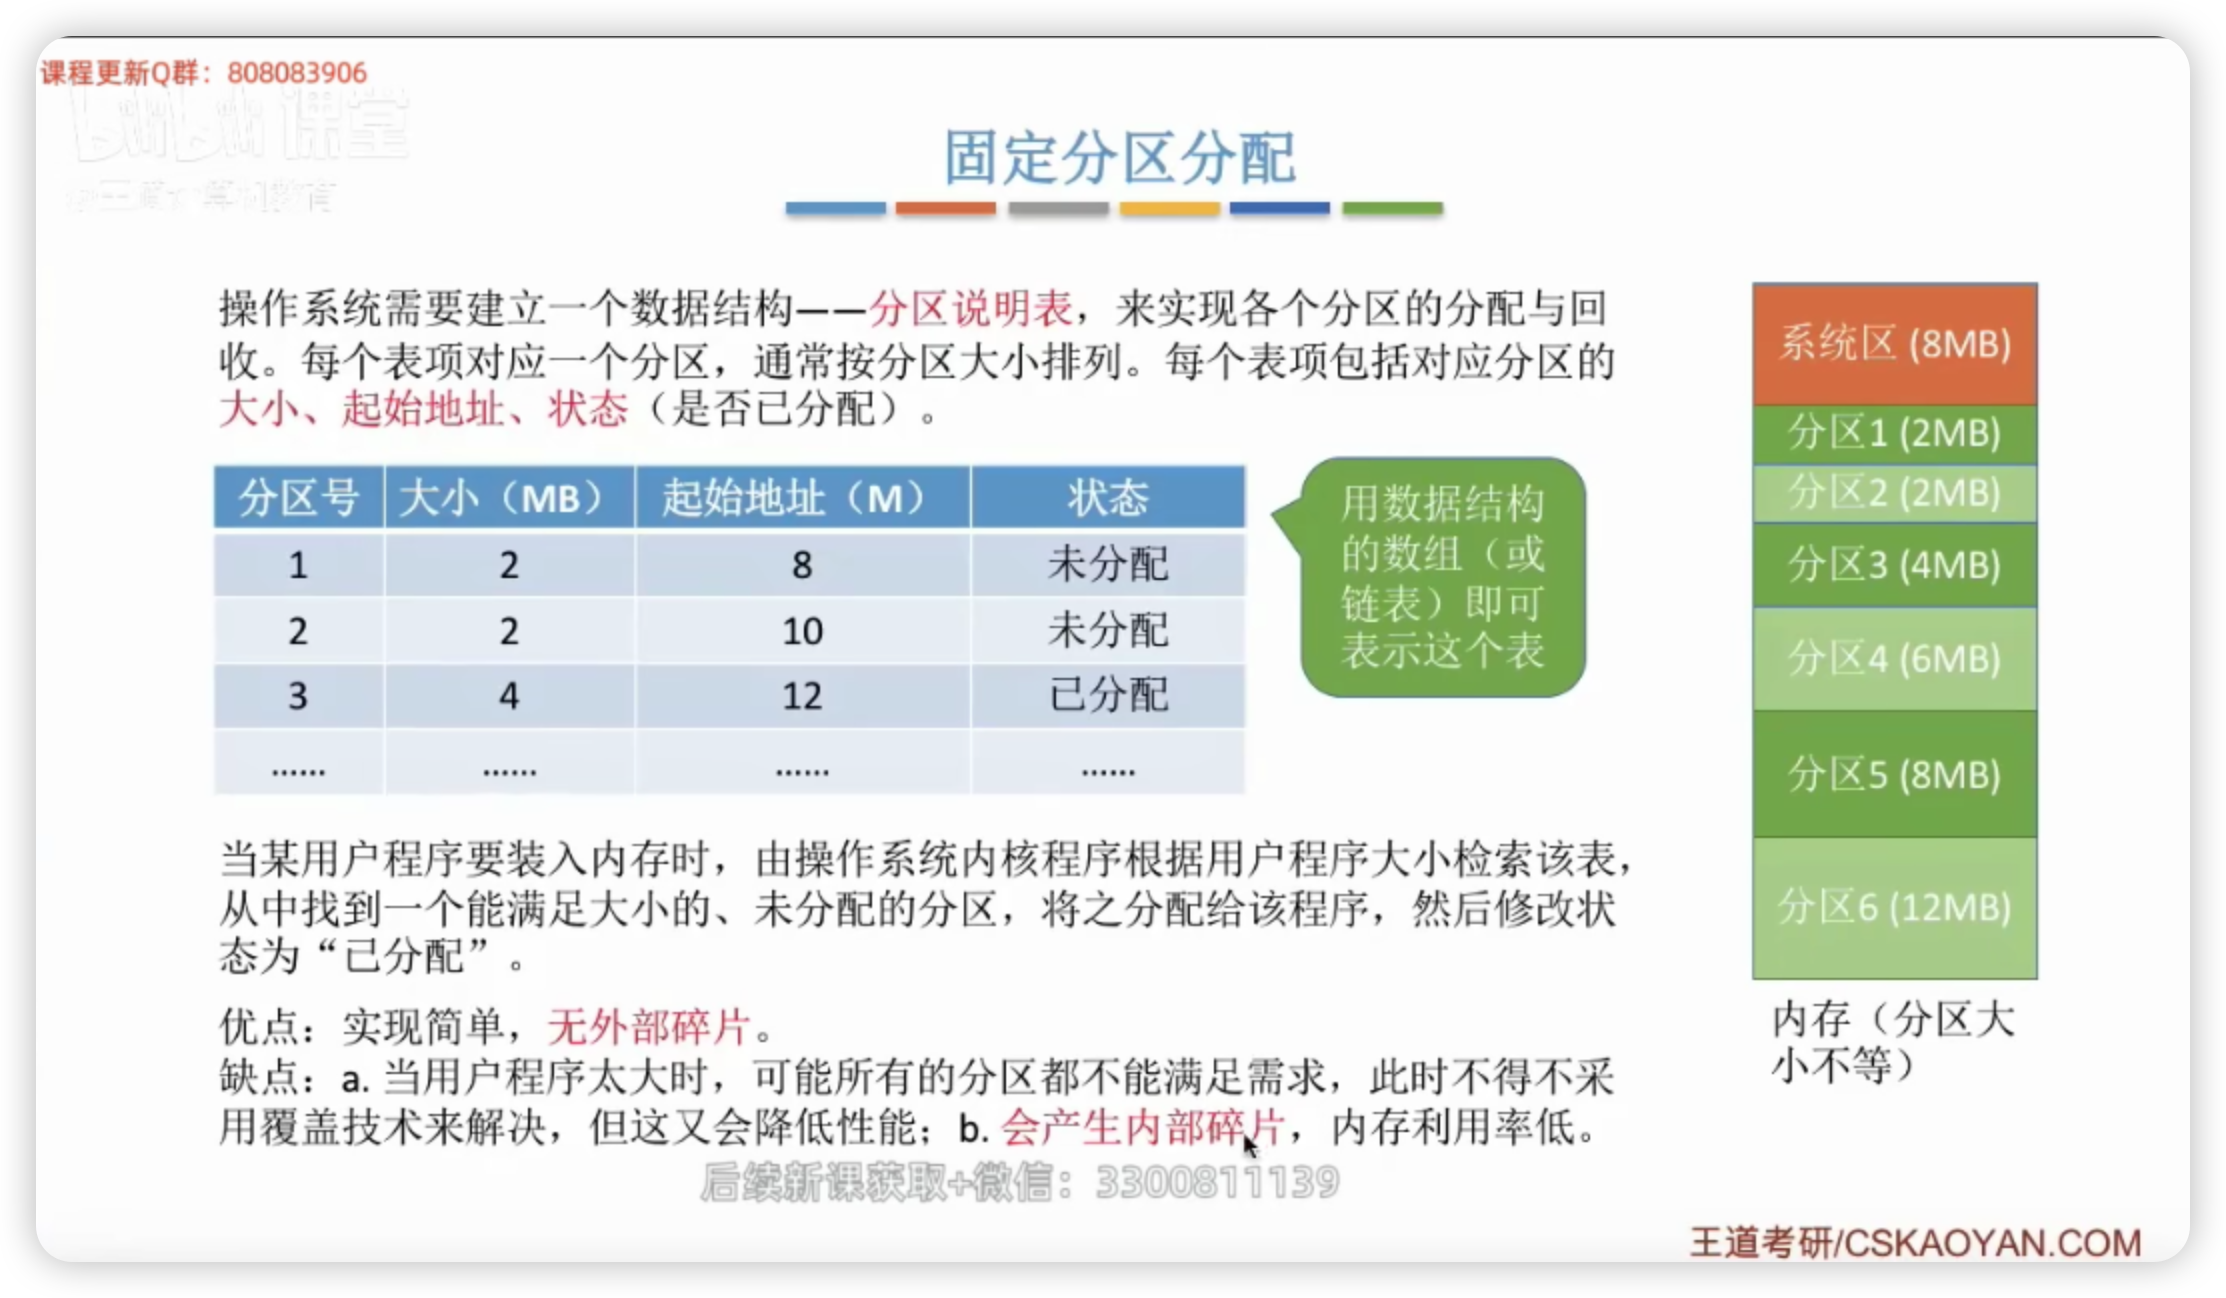 课程更新Q群：808083906
bilibili 课堂
固定分区分配
操作系统需要建立一个数据结构——分区说明表，来实现各个分区的分配与回
收。每个表项对应一个分区，通常按分区大小排列。每个表项包括对应分区的
大小、起始地址、状态（是否已分配）。
分区号 大小（MB） 起始地址（M） 状态
1 2 8 未分配
2 2 10 未分配
3 4 12 已分配
...... ...... ...... ......
用数据结构
的数组（或
链表）即可
表示这个表
系统区 (8MB)
分区1 (2MB)
分区2 (2MB)
分区3 (4MB)
分区4 (6MB)
分区5 (8MB)
分区6 (12MB)
内存（分区大
小不等）
当某用户程序要装入内存时，由操作系统内核程序根据用户程序大小检索该表，
从中找到一个能满足大小的、未分配的分区，将之分配给该程序，然后修改状
态为“已分配”。
优点：实现简单，无外部碎片。
缺点：a. 当用户程序太大时，可能所有的分区都不能满足需求，此时不得不采
用覆盖技术来解决，但这又会降低性能；b. 会产生内部碎片，内存利用率低。
后续新课获取+微信：3300811139
王道考研/CSKAOYAN.COM